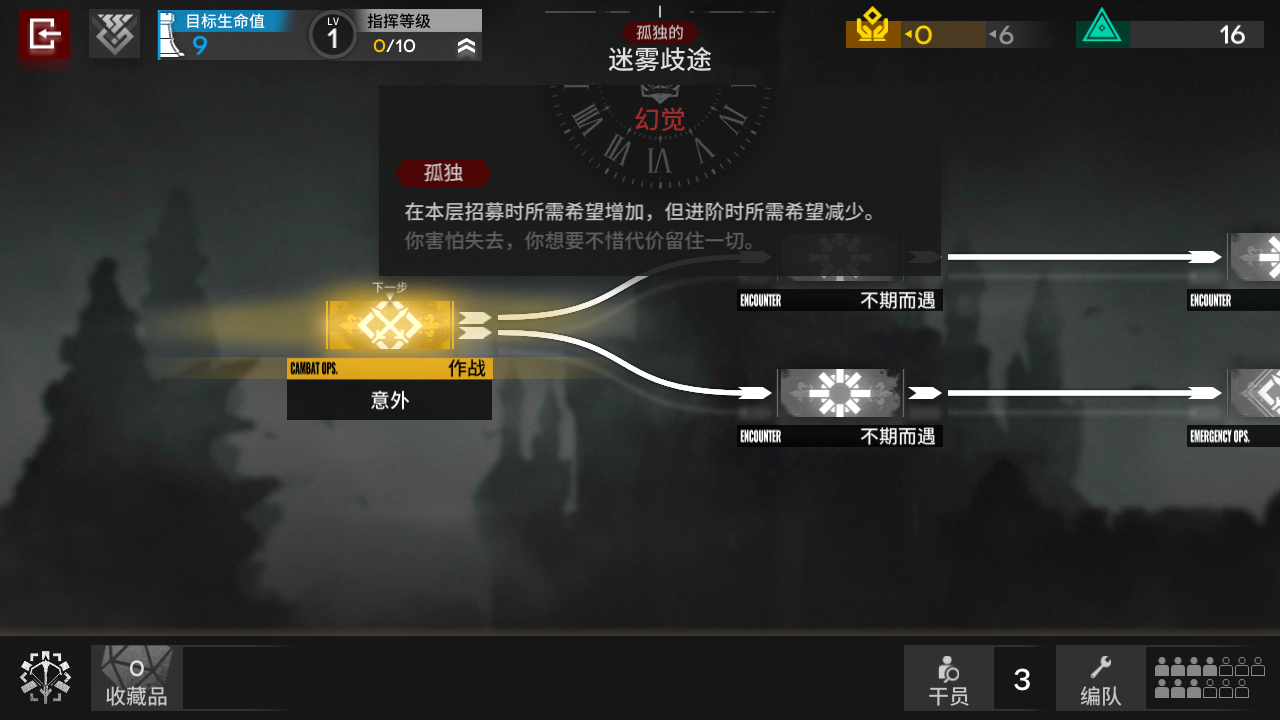 目标生命值
9
LV
1
指挥等级
0/10
孤独的
迷雾歧途
0
6
16
幻觉
孤独
在本层招募时所需希望增加，但进阶时所需希望减少。
你害怕失去，你想要不惜代价留住一切。
下一步
CAMBAT OPS.
作战
意外
ENCOUNTER
不期而遇
ENCOUNTER
ENCOUNTER
不期而遇
EMERGENCY OPS.
0
收藏品
干员
3
编队